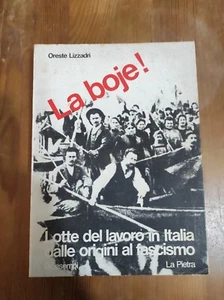 Oreste Lizzadri
La boje!
Lotte del lavoro in Italia
dalle origini al fascismo
La Pietra